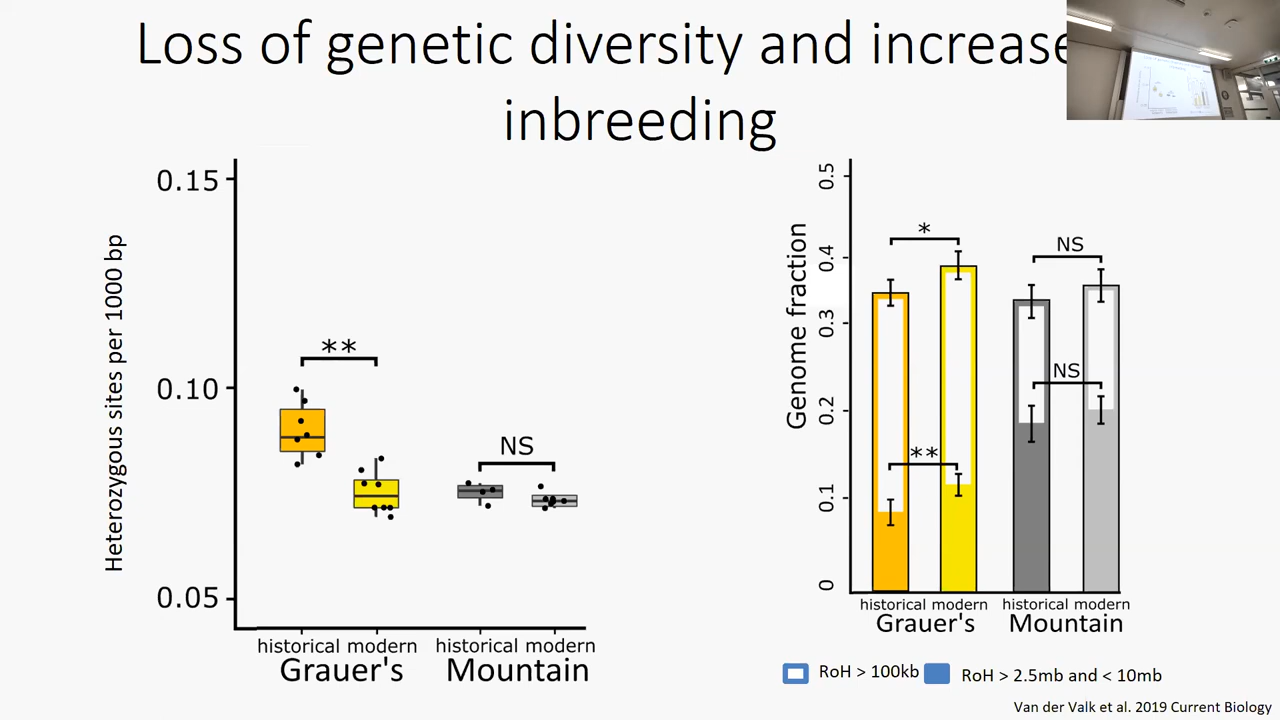 Loss of genetic diversity and increase
inbreeding
0.15
0.10
0.05
Heterozygous sites per 1000 bp
**
NS
historical modern historical modern
Grauer's Mountain
0.5
0.4
0.3
0.2
0.1
0
Genome fraction
*
NS
NS
**
historical modern historical modern
Grauer's Mountain
RoH > 100kb RoH > 2.5mb and < 10mb
Van der Valk et al. 2019 Current Biology